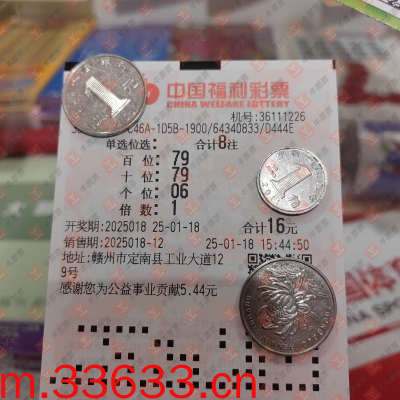 中国福利彩票
CHINA WELFARE LOTTERY
机号:36111226
C46A-1D5B-1900/64340833/D444E
单选位选: 合计8注
百 位: 79
十 位: 79
个 位: 06
倍 数: 1
开奖期:2025018 25-01-18 合计16元
销售期:2025018-12 25-01-18 15:44:50
地址:赣州市定南县工业大道12
9号
感谢您为公益事业贡献5.44元
m.33633.com.cn